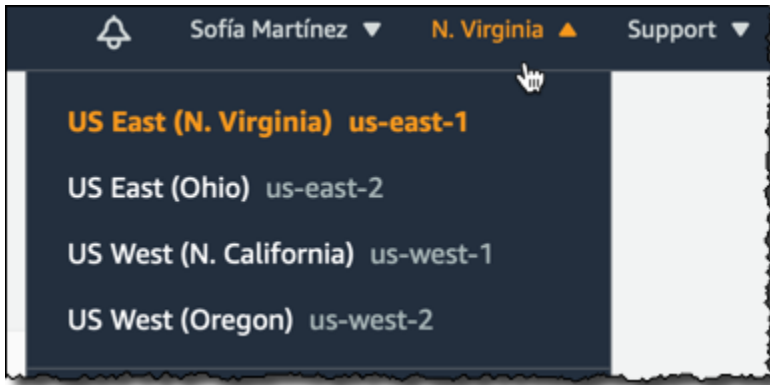 Sofía Martínez ▼ N. Virginia ▲ Support ▼
US East (N. Virginia) us-east-1
US East (Ohio) us-east-2
US West (N. California) us-west-1
US West (Oregon) us-west-2